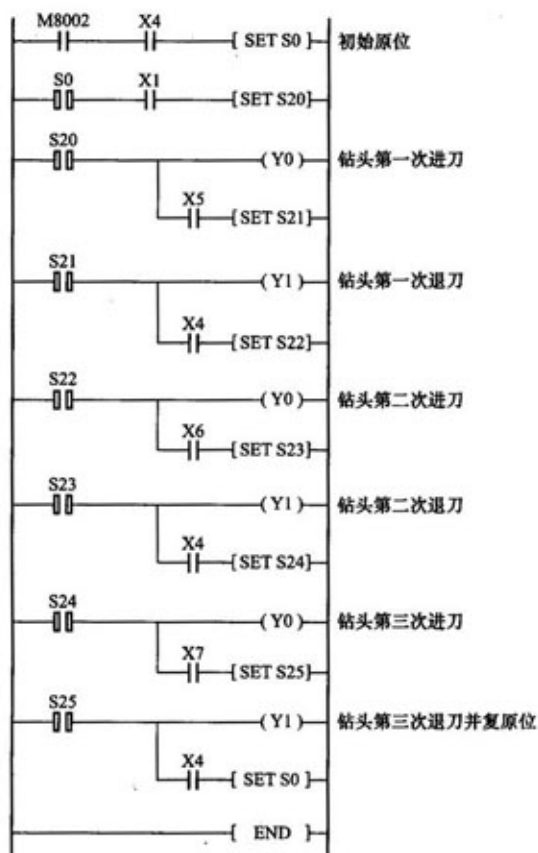 M8002 X4 [ SET S0 ] 初始原位
S0 X1 [SET S20]
S20 (Y0) 钻头第一次进刀
X5 [SET S21]
S21 (Y1) 钻头第一次退刀
X4 [SET S22]
S22 (Y0) 钻头第二次进刀
X6 [SET S23]
S23 (Y1) 钻头第二次退刀
X4 [SET S24]
S24 (Y0) 钻头第三次进刀
X7 [SET S25]
S25 (Y1) 钻头第三次退刀并复原位
X4 [ SET S0 ]
[ END ]